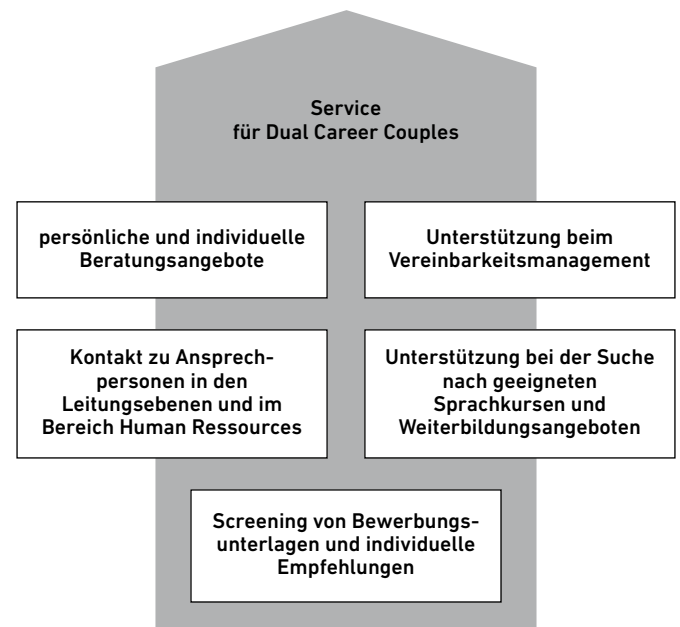 Service
für Dual Career Couples
persönliche und individuelle
Beratungsangebote
Unterstützung beim
Vereinbarkeitsmanagement
Kontakt zu Ansprech-
personen in den
Leitungsebenen und im
Bereich Human Ressources
Unterstützung bei der Suche
nach geeigneten
Sprachkursen und
Weiterbildungsangeboten
Screening von Bewerbungs-
unterlagen und individuelle
Empfehlungen